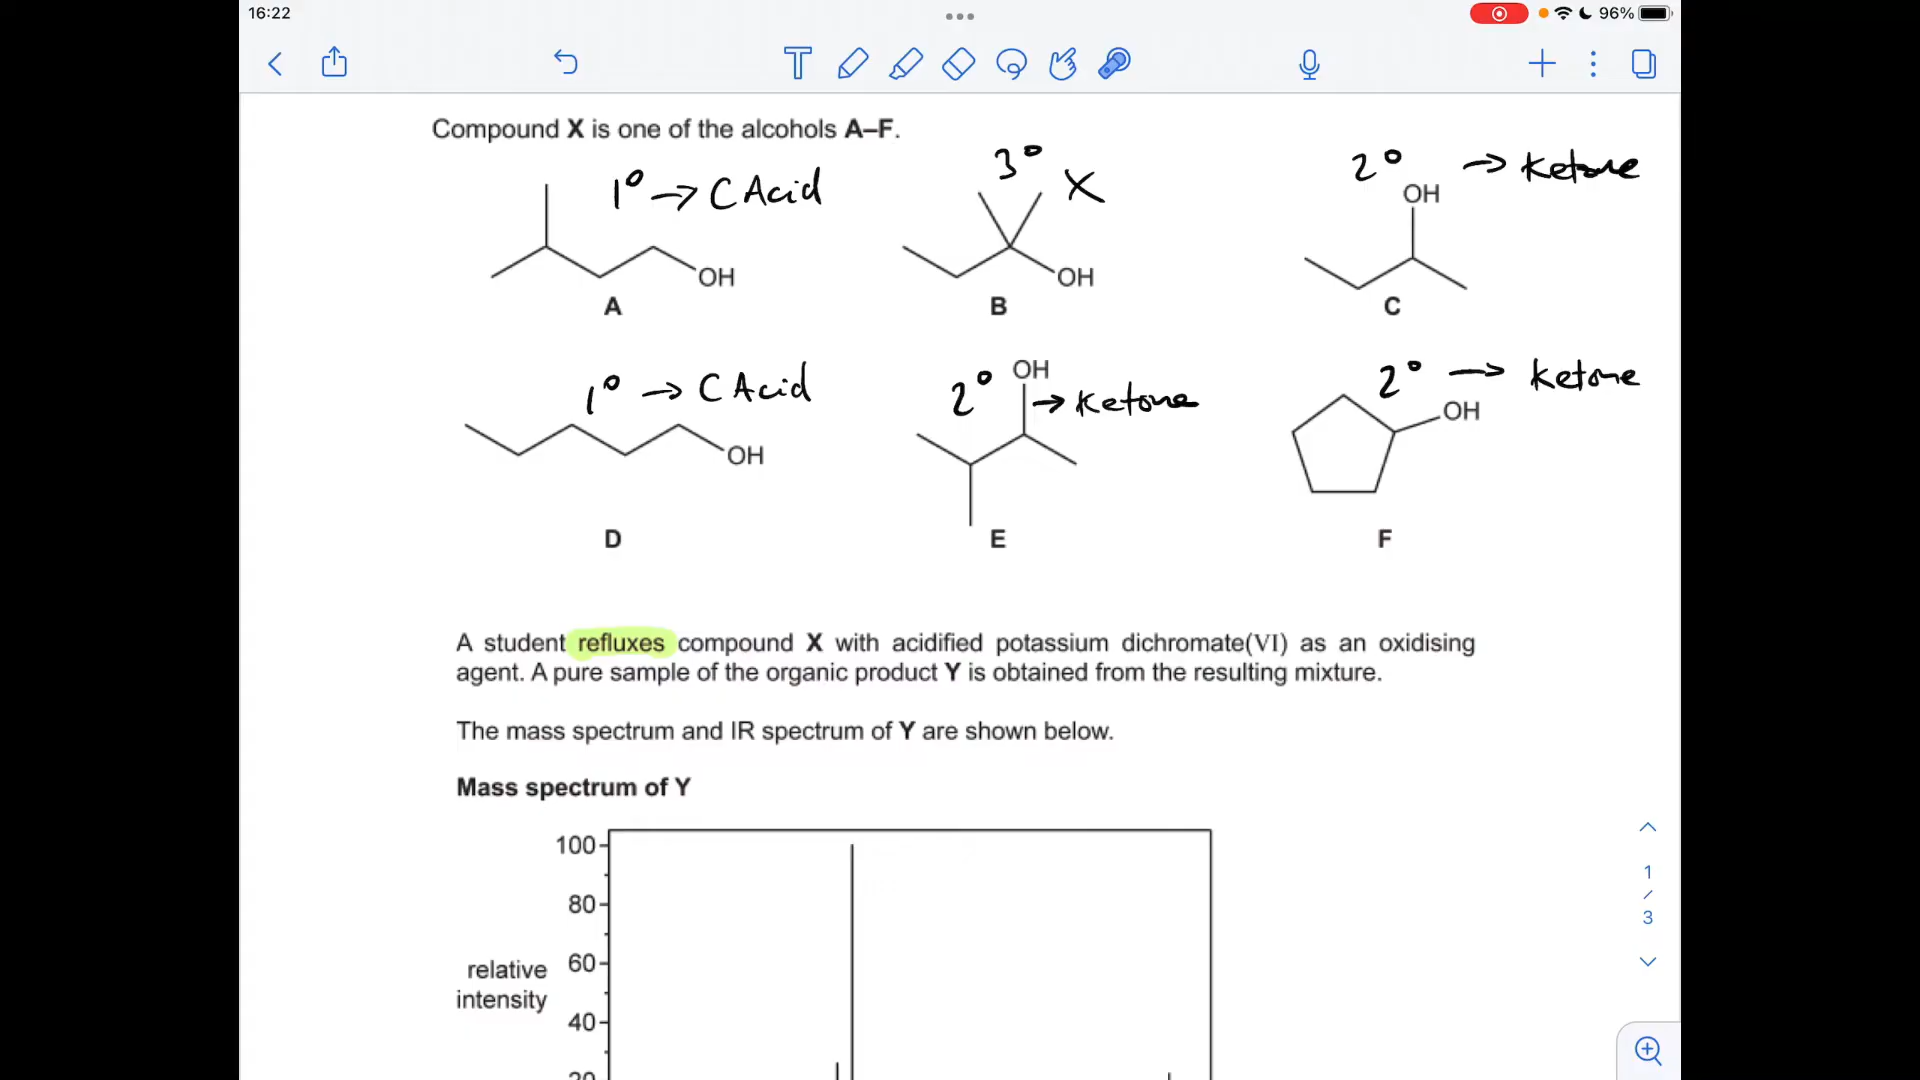 16:22
96%
Compound X is one of the alcohols A–F.
1° → C Acid
OH
A
3° X
OH
B
2° → Ketone
OH
C
1° → C Acid
OH
D
2° → Ketone
OH
E
2° → Ketone
OH
F
A student refluxes compound X with acidified potassium dichromate(VI) as an oxidising
agent. A pure sample of the organic product Y is obtained from the resulting mixture.
The mass spectrum and IR spectrum of Y are shown below.
Mass spectrum of Y
100
80
relative
intensity
60
40
20
1
/
3